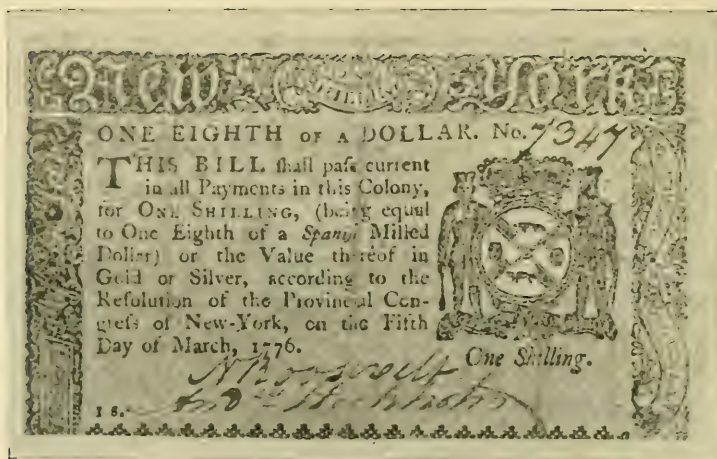 New York
ONE EIGHTH OF A DOLLAR. No. 7347
THIS BILL ſhall paſs current
in all Payments in this Colony,
for ONE SHILLING, (being equal
to One Eighth of a Spaniſh Milled
Dollar) or the Value thereof in
Gold or Silver, according to the
Reſolution of the Provincial Con-
greſs of New-York, on the Fifth
Day of March, 1776.
One Shilling.
N Roosevelt
1 s.